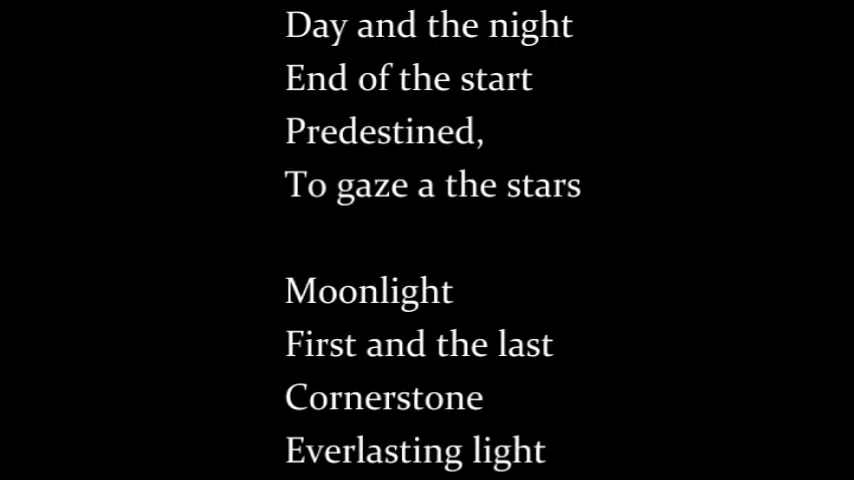 Day and the night
End of the start
Predestined,
To gaze a the stars
Moonlight
First and the last
Cornerstone
Everlasting light